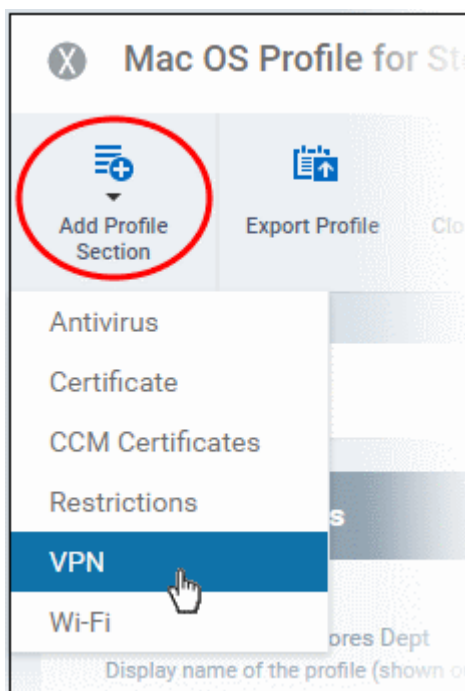 Mac OS Profile for St
Add Profile
Section
Export Profile
Clo
Antivirus
Certificate
CCM Certificates
Restrictions
s
VPN
Wi-Fi
ores Dept
Display name of the profile (shown o